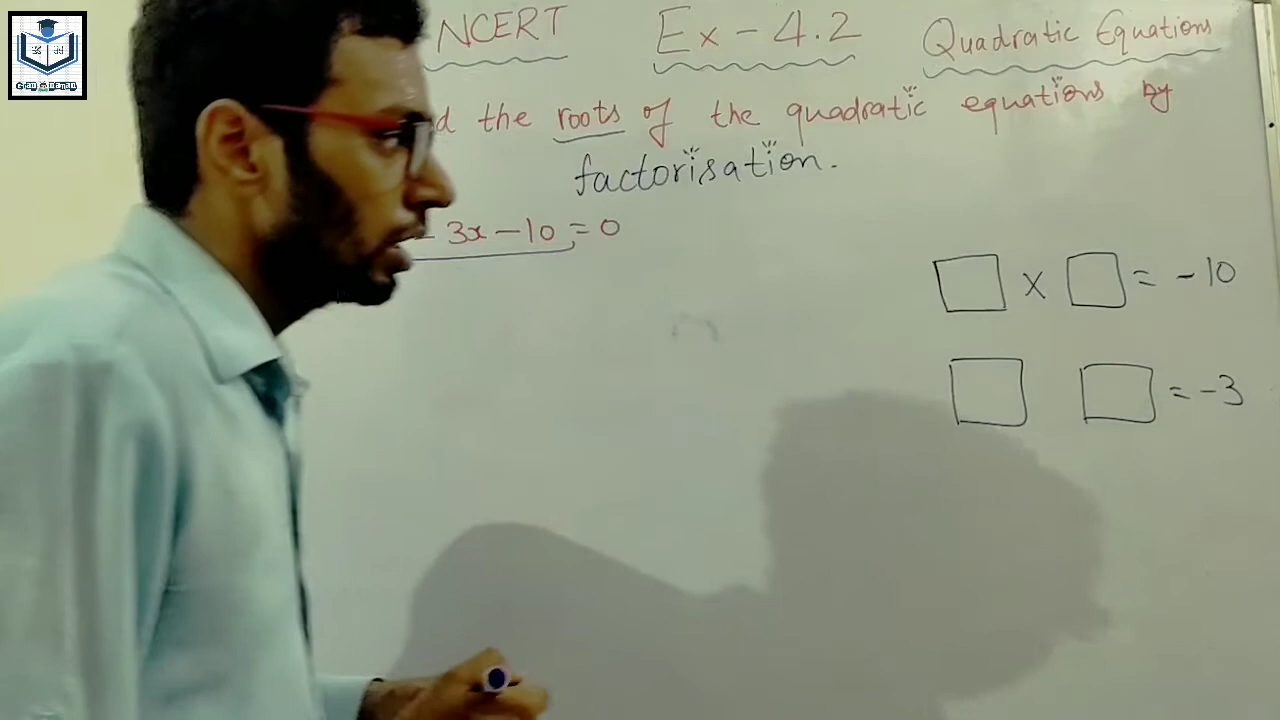 NCERT Ex - 4.2 Quadratic Equations
the roots of the quadratic equations by
factorisation.
- 3x - 10 = 0
□ x □ = - 10
□ □ = - 3